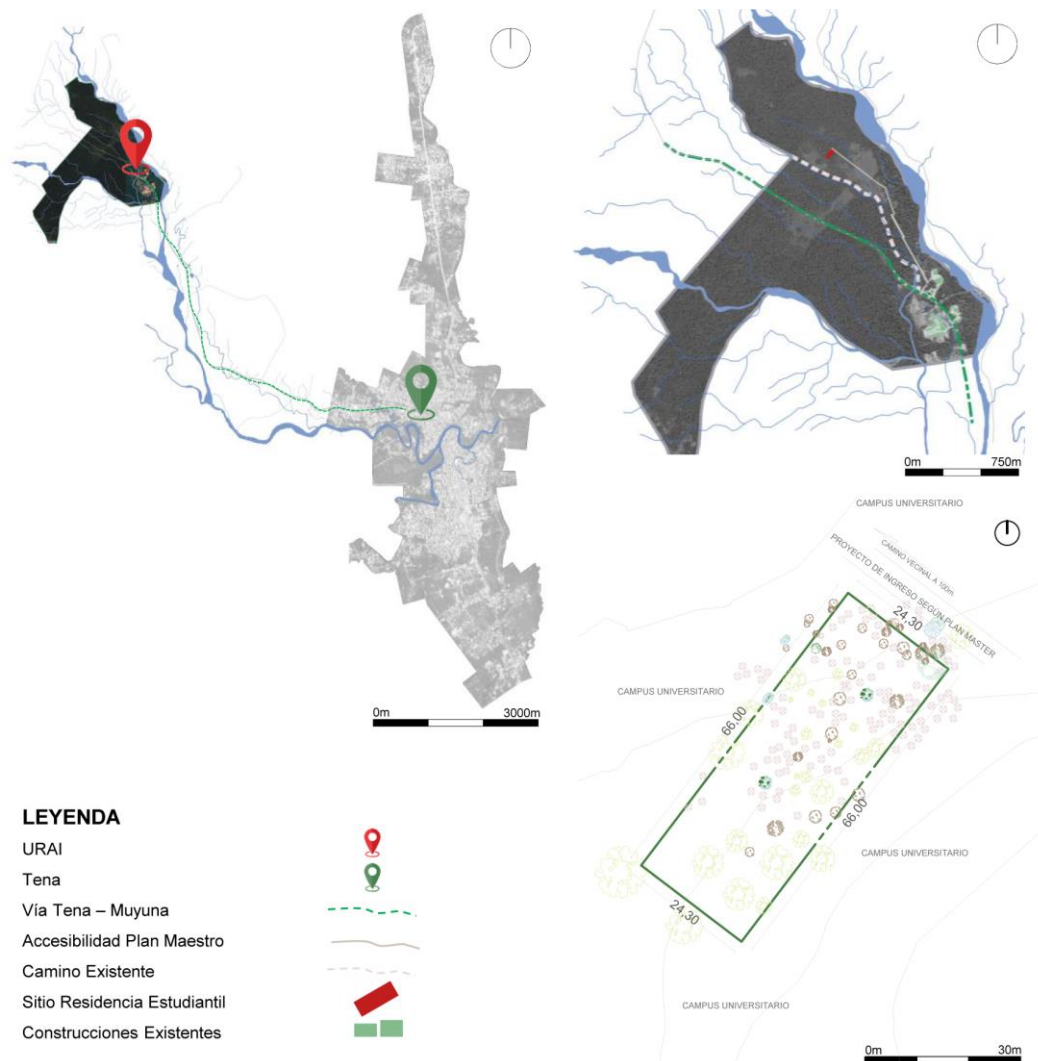 0m 3000m
0m 750m
CAMPUS UNIVERSITARIO
CAMINO VECINAL A 100m
PROYECTO DE INGRESO SEGÚN PLAN MASTER
24,30
CAMPUS UNIVERSITARIO
66,00
66,00
CAMPUS UNIVERSITARIO
24,30
CAMPUS UNIVERSITARIO
0m 30m
LEYENDA
URAI
Tena
Vía Tena – Muyuna
Accesibilidad Plan Maestro
Camino Existente
Sitio Residencia Estudiantil
Construcciones Existentes